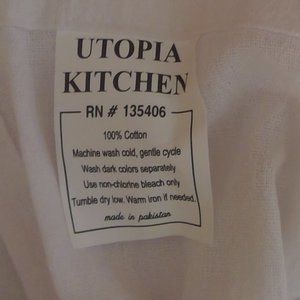 UTOPIA
KITCHEN
RN # 135406
100% Cotton
Machine wash cold, gentle cycle
Wash dark colors separately
Use non-chlorine bleach only
Tumble dry low. Warm iron if needed.
made in pakistan